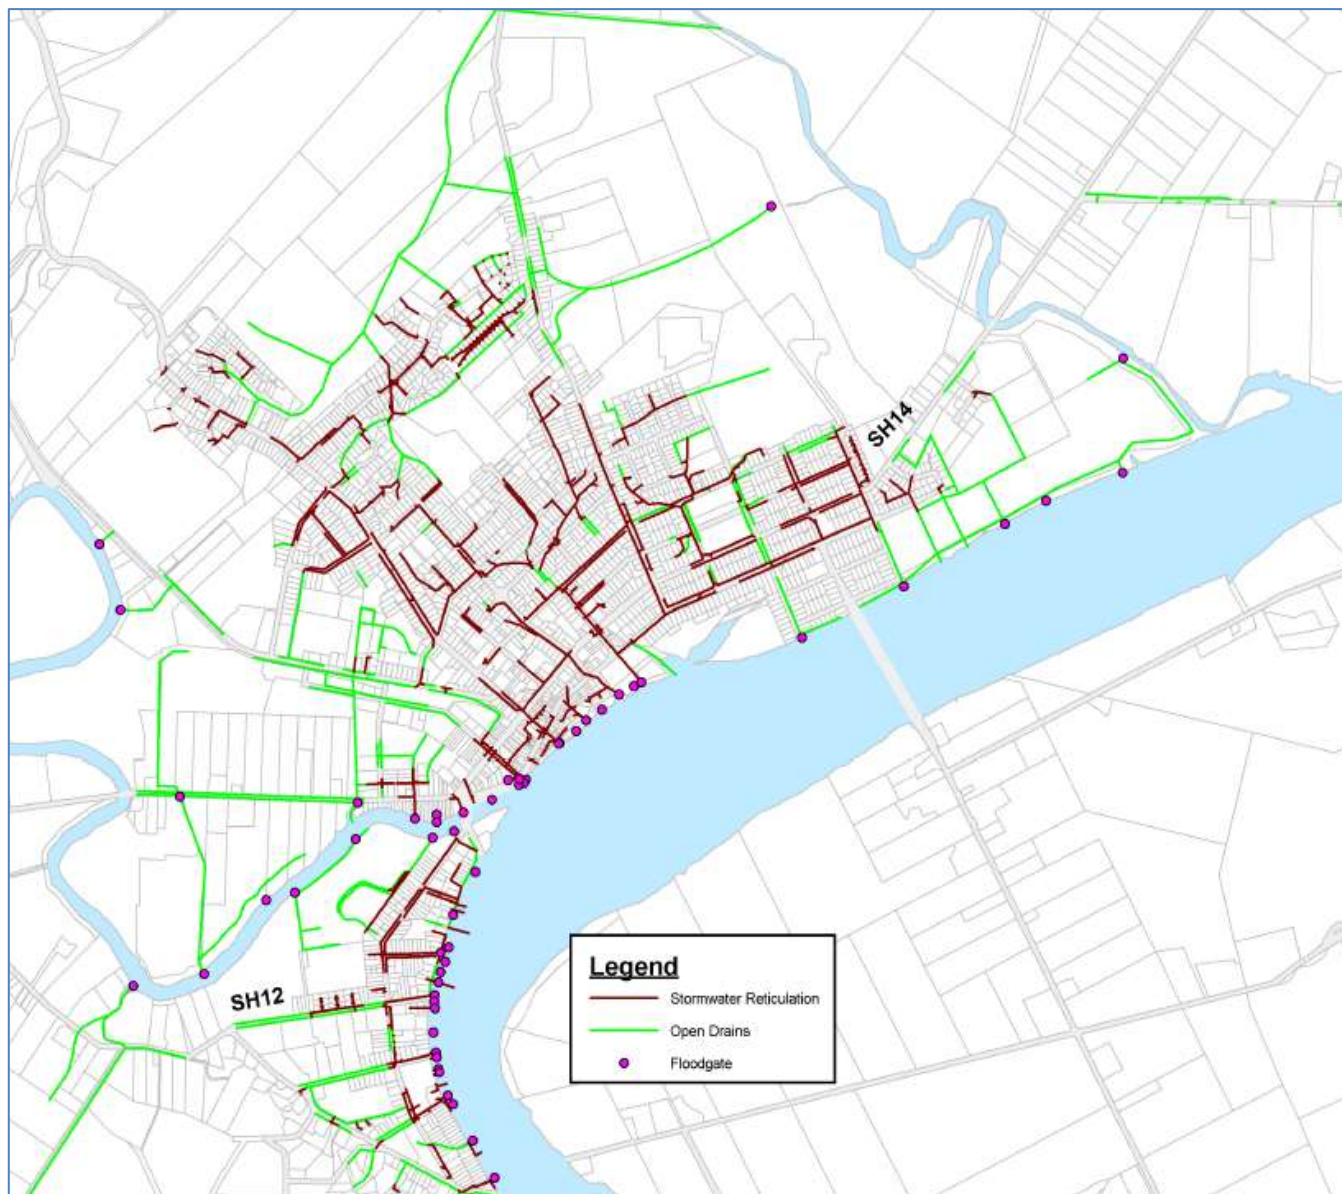 SH14
SH12
Legend
Stormwater Reticulation
Open Drains
Floodgate